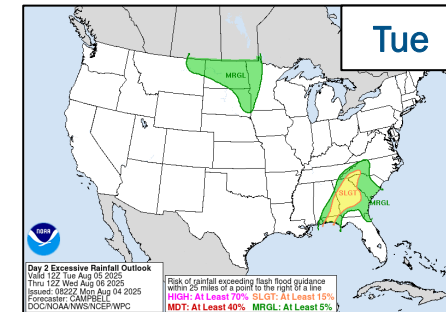 Tue
MRGL
SLGT
MRGL
NOAA
Day 2 Excessive Rainfall Outlook
Valid 12Z Tue Aug 05 2025
Thru 12Z Wed Aug 06 2025
Issued: 0822Z Mon Aug 04 2025
Forecaster: CAMPBELL
DOC/NOAA/NWS/NCEP/WPC
Risk of rainfall exceeding flash flood guidance
within 25 miles of a point to the right of a line
HIGH: At Least 70% SLGT: At Least 15%
MDT: At Least 40% MRGL: At Least 5%